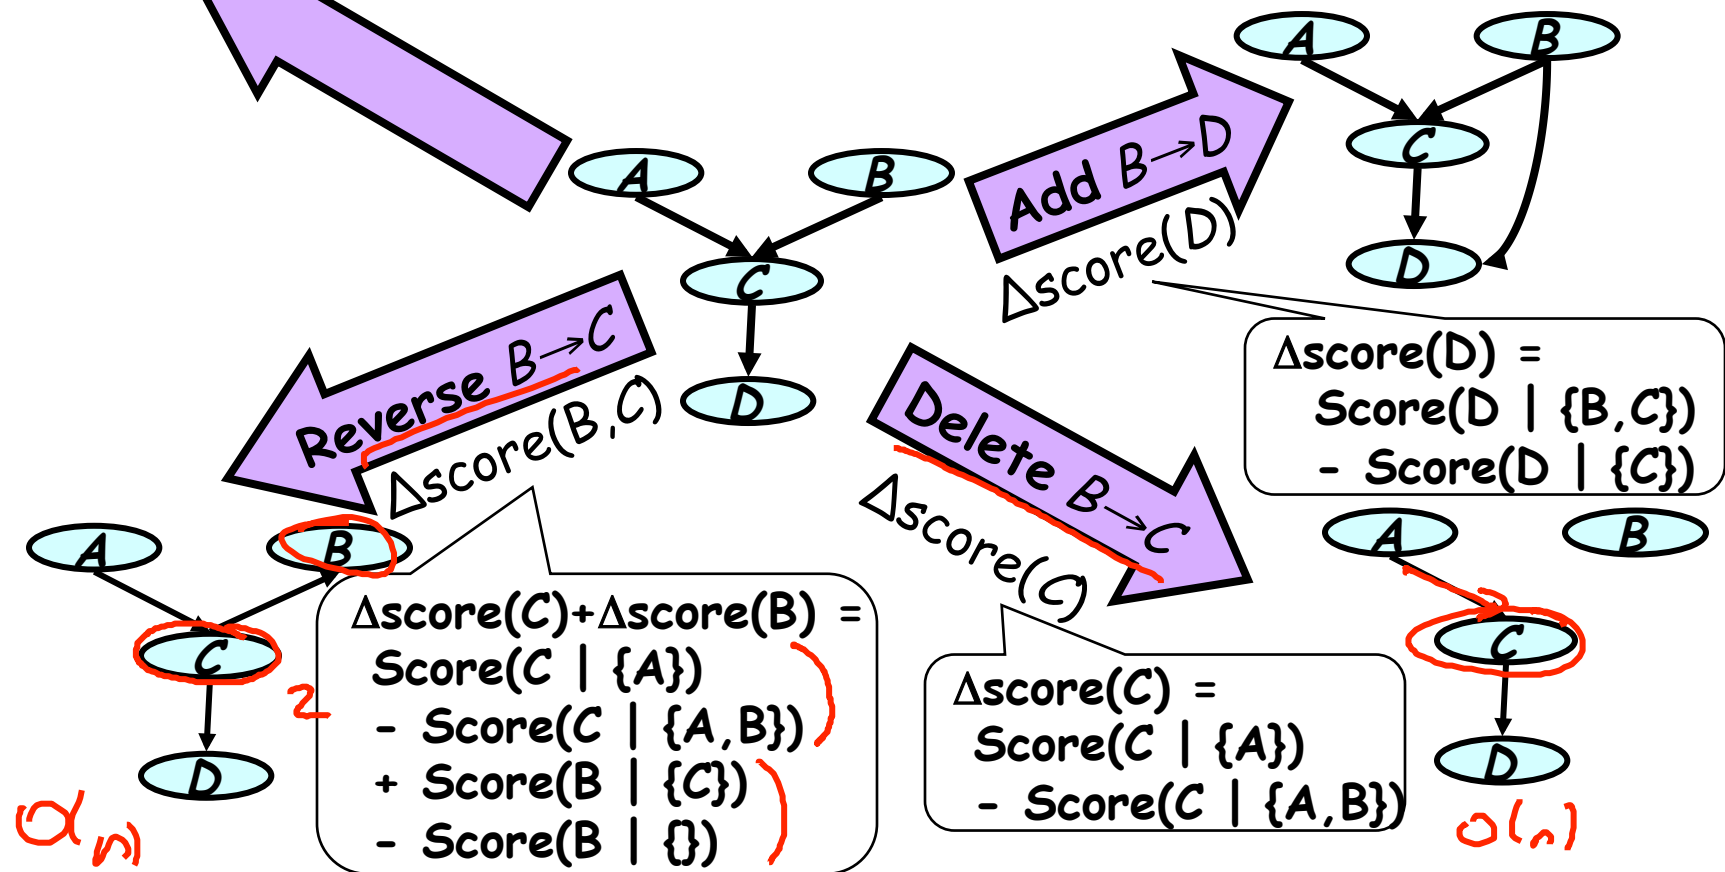 A
B
C
D
Add B→D
Δscore(D)
A
B
C
D
Δscore(D) =
Score(D | {B,C})
- Score(D | {C})
Reverse B→C
Δscore(B,C)
A
B
C
D
Δscore(C)+Δscore(B) =
Score(C | {A})
- Score(C | {A,B})
+ Score(B | {C})
- Score(B | {})
2
Delete B→C
Δscore(C)
Δscore(C) =
Score(C | {A})
- Score(C | {A,B})
A
B
C
D
o(n)